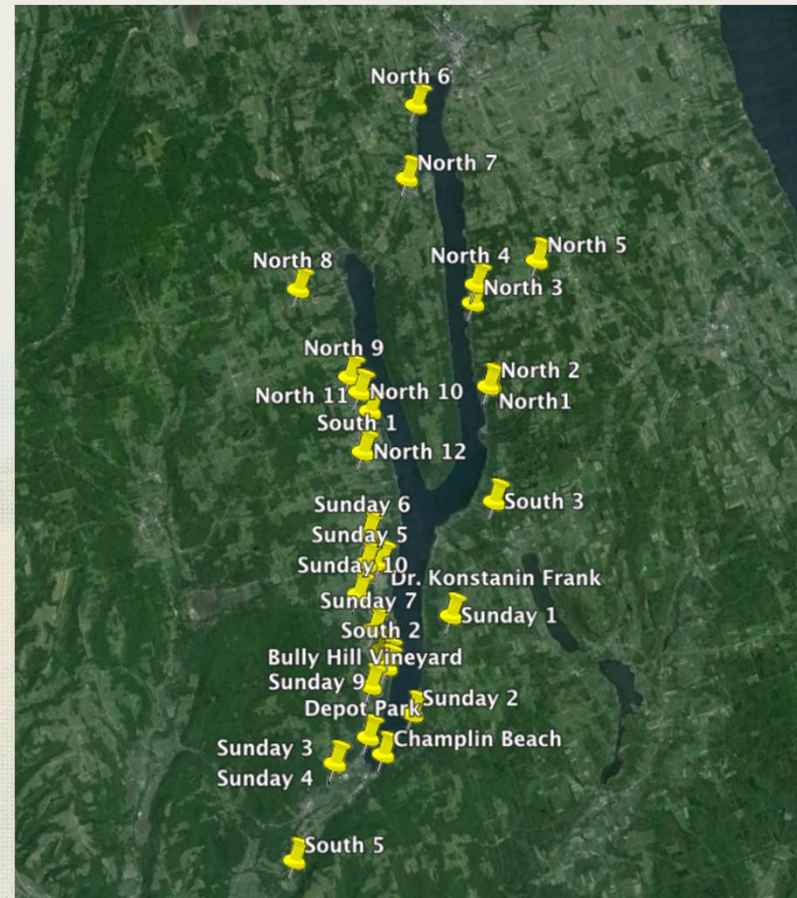 North 6
North 7
North 5
North 4
North 8
North 3
North 9
North 2
North 10
North 11
North1
South 1
North 12
South 3
Sunday 6
Sunday 5
Sunday 10
Dr. Konstanin Frank
Sunday 7
Sunday 1
South 2
Bully Hill Vineyard
Sunday 9
Sunday 2
Depot Park
Champlin Beach
Sunday 3
Sunday 4
South 5